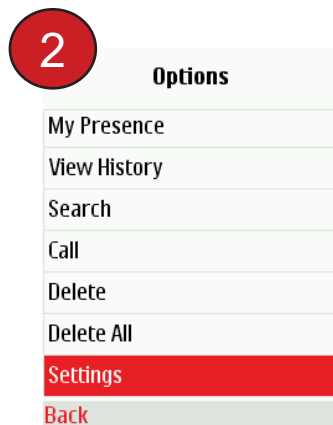 2
Options
My Presence
View History
Search
Call
Delete
Delete All
Settings
Back